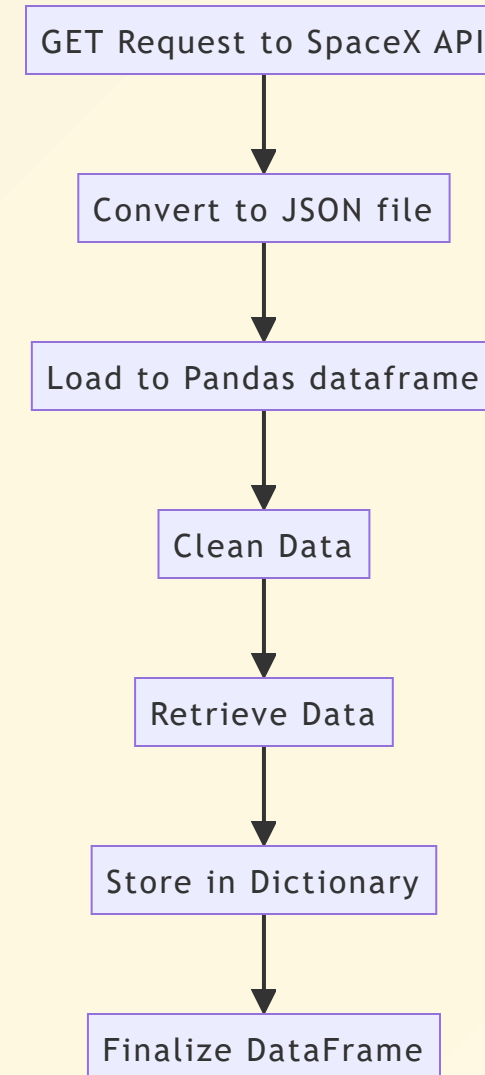 GET Request to SpaceX API
Convert to JSON file
Load to Pandas dataframe
Clean Data
Retrieve Data
Store in Dictionary
Finalize DataFrame